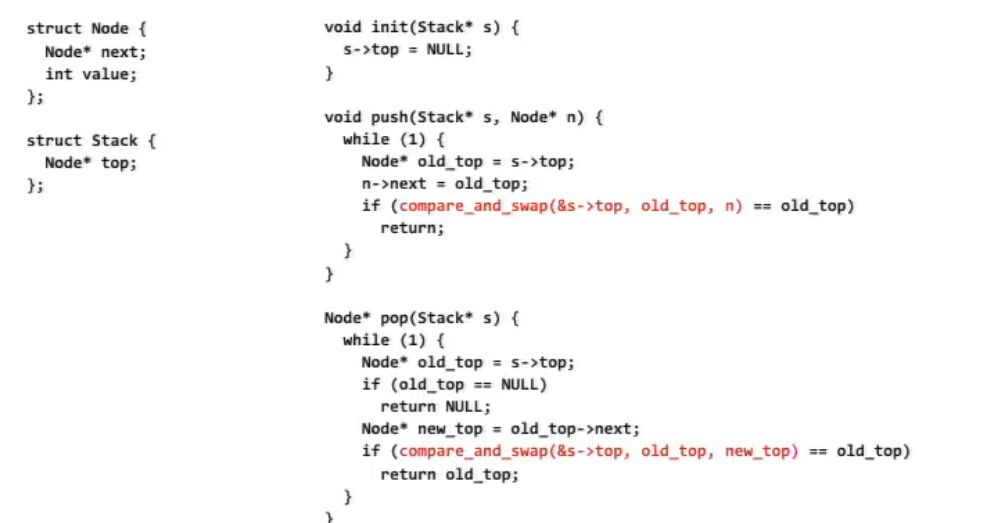 struct Node {
  Node* next;
  int value;
};
struct Stack {
  Node* top;
};
void init(Stack* s) {
  s->top = NULL;
}
void push(Stack* s, Node* n) {
  while (1) {
    Node* old_top = s->top;
    n->next = old_top;
    if (compare_and_swap(&s->top, old_top, n) == old_top)
      return;
  }
}
Node* pop(Stack* s) {
  while (1) {
    Node* old_top = s->top;
    if (old_top == NULL)
      return NULL;
    Node* new_top = old_top->next;
    if (compare_and_swap(&s->top, old_top, new_top) == old_top)
      return old_top;
  }
}